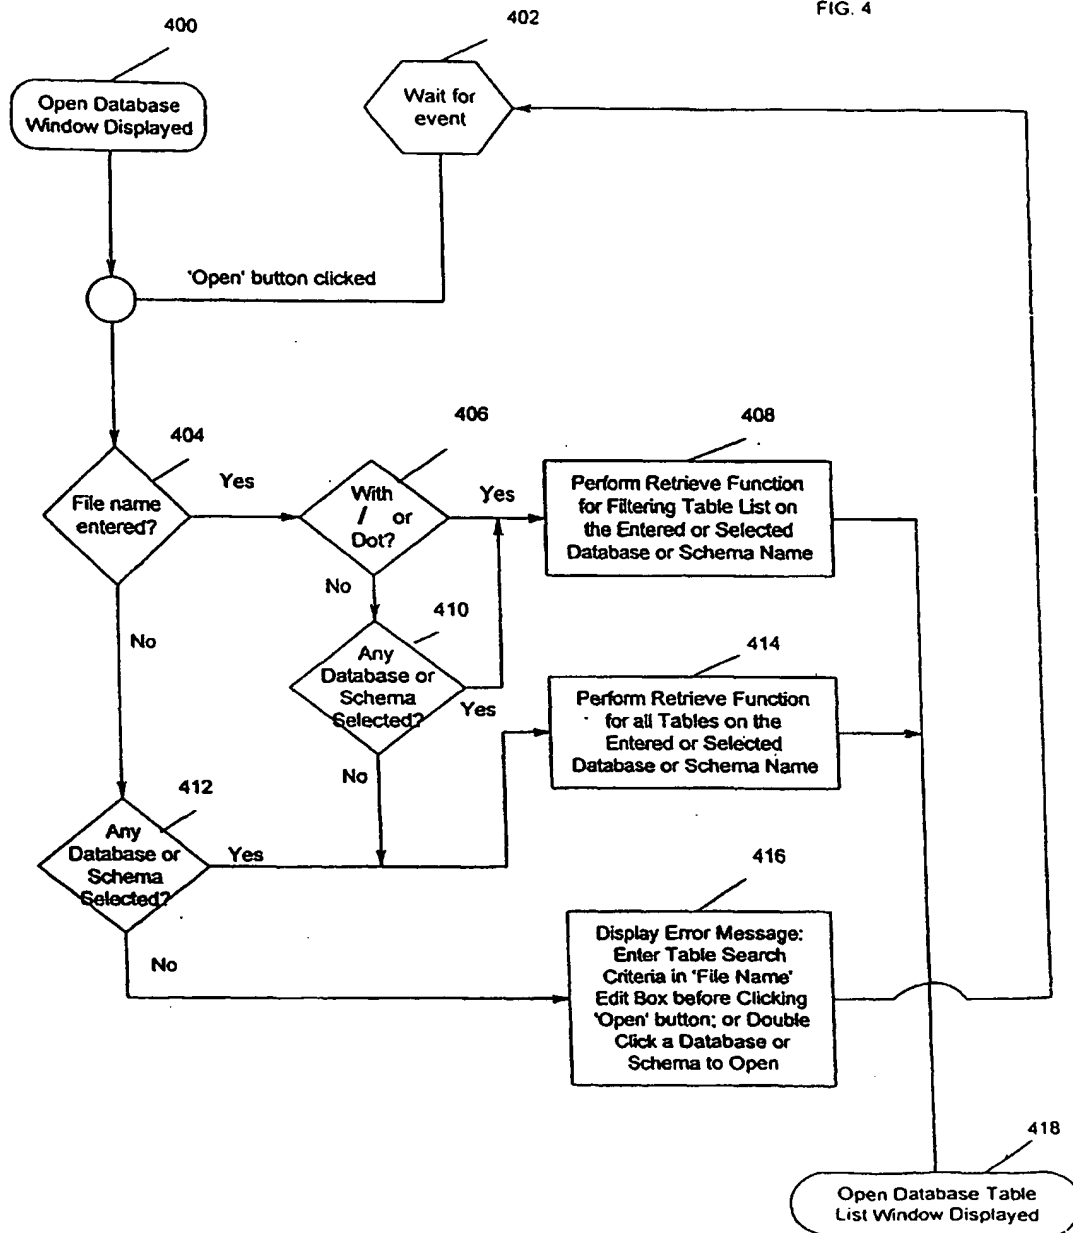 FIG. 4
400
402
Open Database
Window Displayed
Wait for
event
'Open' button clicked
404
406
408
File name
entered?
Yes
With
/ or
Dot?
Yes
Perform Retrieve Function
for Filtering Table List on
the Entered or Selected
Database or Schema Name
No
No
410
Any
Database or
Schema
Selected?
Yes
No
414
Perform Retrieve Function
for all Tables on the
Entered or Selected
Database or Schema Name
412
Any
Database or
Schema
Selected?
Yes
No
416
Display Error Message:
Enter Table Search
Criteria in 'File Name'
Edit Box before Clicking
'Open' button; or Double
Click a Database or
Schema to Open
418
Open Database Table
List Window Displayed